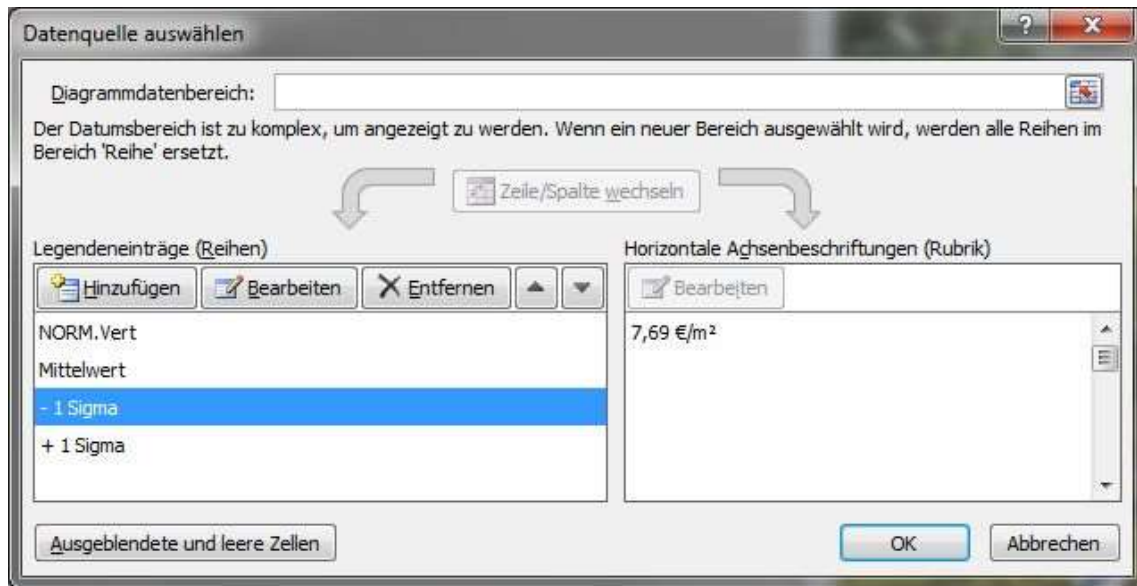 Datenquelle auswählen
Diagrammdatenbereich:
Der Datumsbereich ist zu komplex, um angezeigt zu werden. Wenn ein neuer Bereich ausgewählt wird, werden alle Reihen im
Bereich 'Reihe' ersetzt.
Zeile/Spalte wechseln
Legendeneinträge (Reihen)
Horizontale Achsenbeschriftungen (Rubrik)
Hinzufügen Bearbeiten Entfernen
Bearbeiten
NORM.Vert
Mittelwert
- 1 Sigma
+ 1 Sigma
7,69 €/m²
Ausgeblendete und leere Zellen
OK Abbrechen